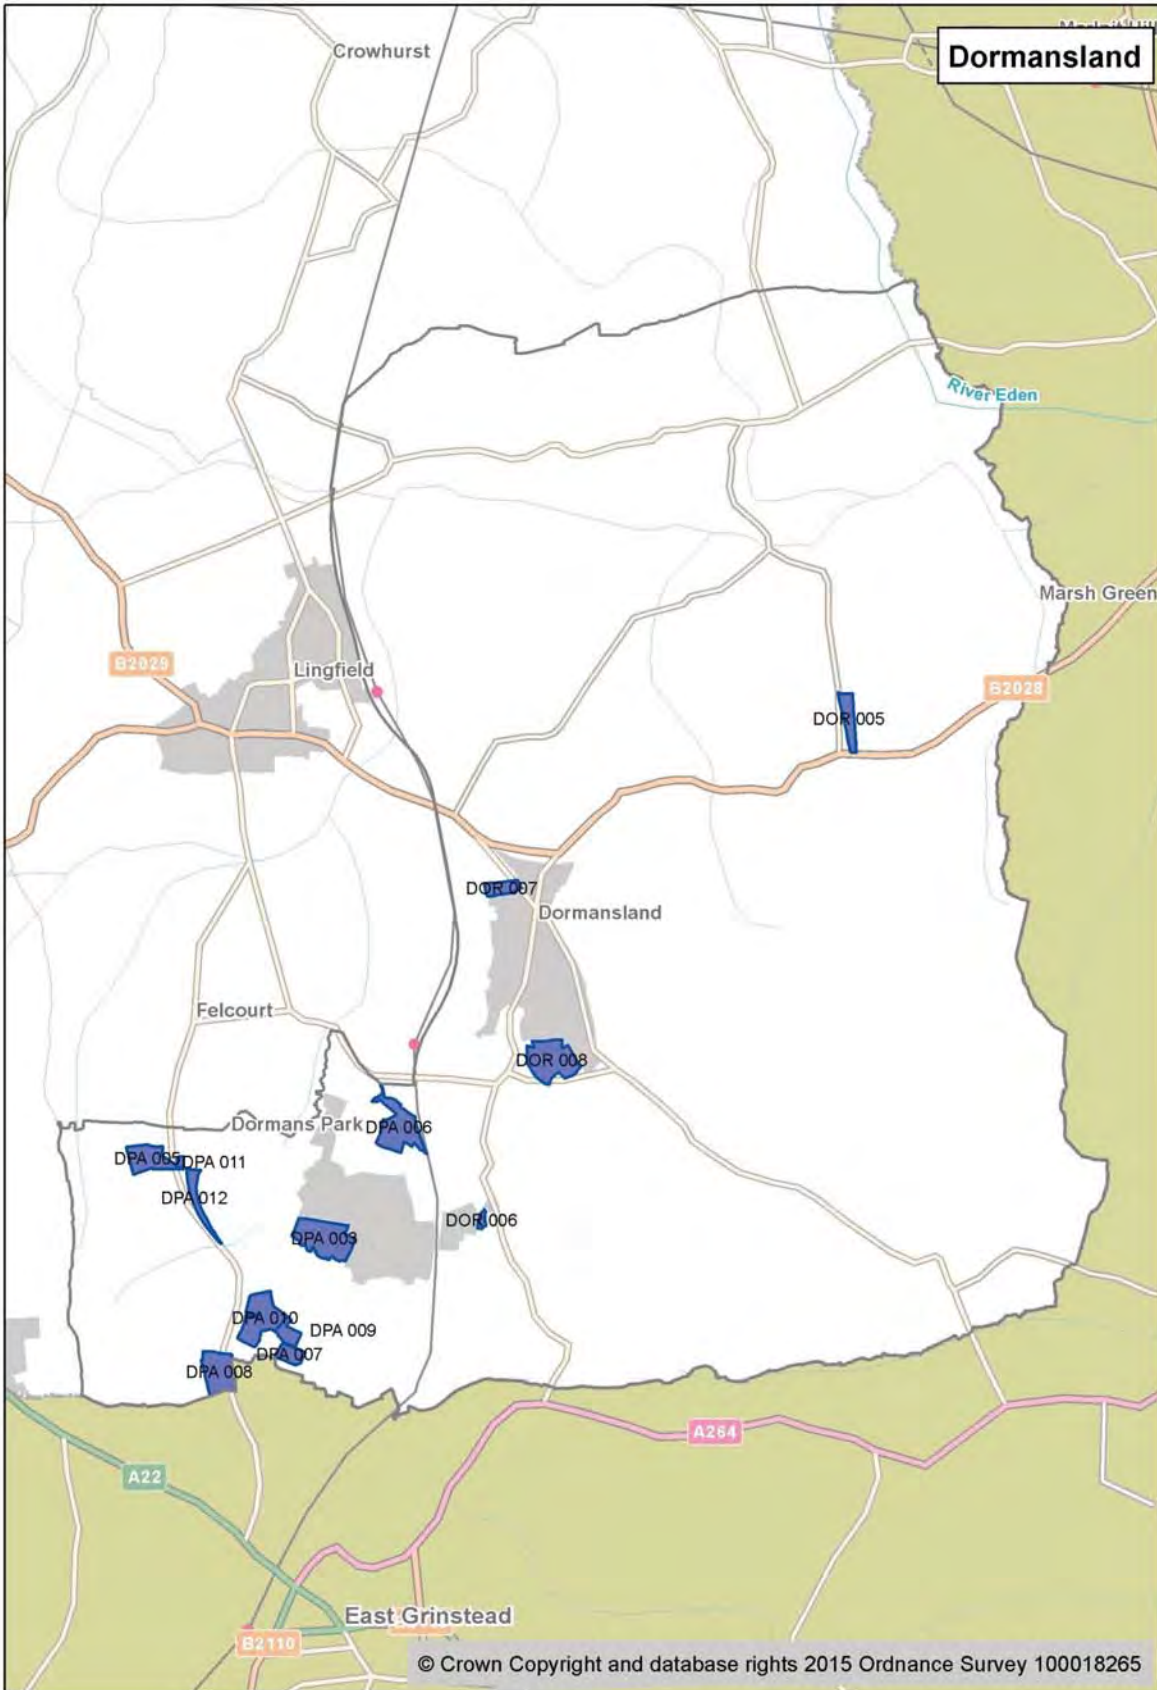 Crowhurst
Dormansland
River Eden
Marsh Green
B2029
Lingfield
B2028
DOR 005
DOR 007
Dormansland
Felcourt
DOR 008
Dormans Park
DPA 006
DPA 005
DPA 011
DPA 012
DOR 006
DPA 003
DPA 010
DPA 009
DPA 007
DPA 008
A264
A22
East Grinstead
B2110
© Crown Copyright and database rights 2015 Ordnance Survey 100018265